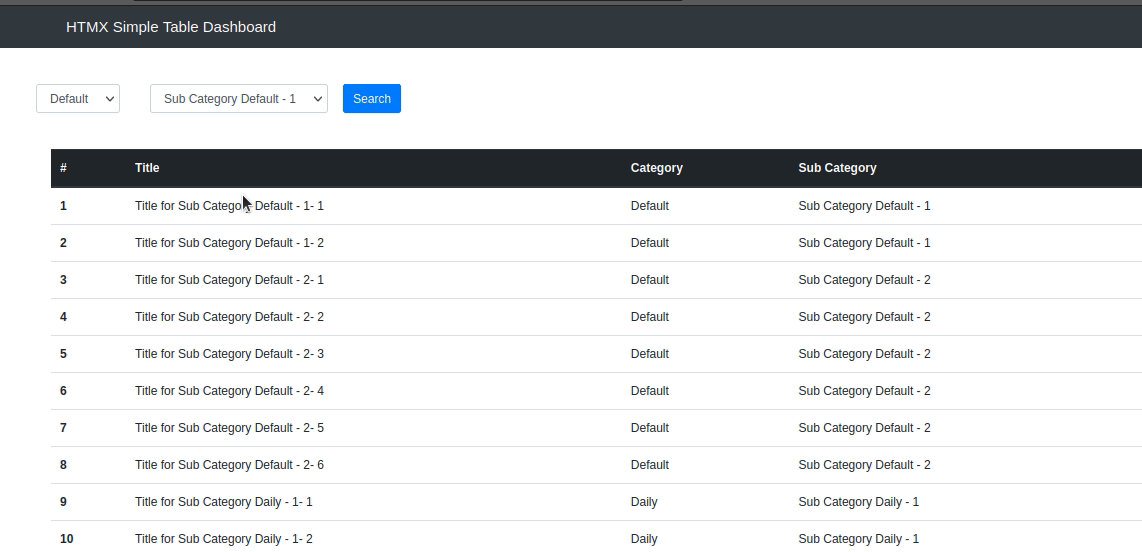 HTMX Simple Table Dashboard
Default Sub Category Default - 1 Search
# Title Category Sub Category
1 Title for Sub Category Default - 1- 1 Default Sub Category Default - 1
2 Title for Sub Category Default - 1- 2 Default Sub Category Default - 1
3 Title for Sub Category Default - 2- 1 Default Sub Category Default - 2
4 Title for Sub Category Default - 2- 2 Default Sub Category Default - 2
5 Title for Sub Category Default - 2- 3 Default Sub Category Default - 2
6 Title for Sub Category Default - 2- 4 Default Sub Category Default - 2
7 Title for Sub Category Default - 2- 5 Default Sub Category Default - 2
8 Title for Sub Category Default - 2- 6 Default Sub Category Default - 2
9 Title for Sub Category Daily - 1- 1 Daily Sub Category Daily - 1
10 Title for Sub Category Daily - 1- 2 Daily Sub Category Daily - 1